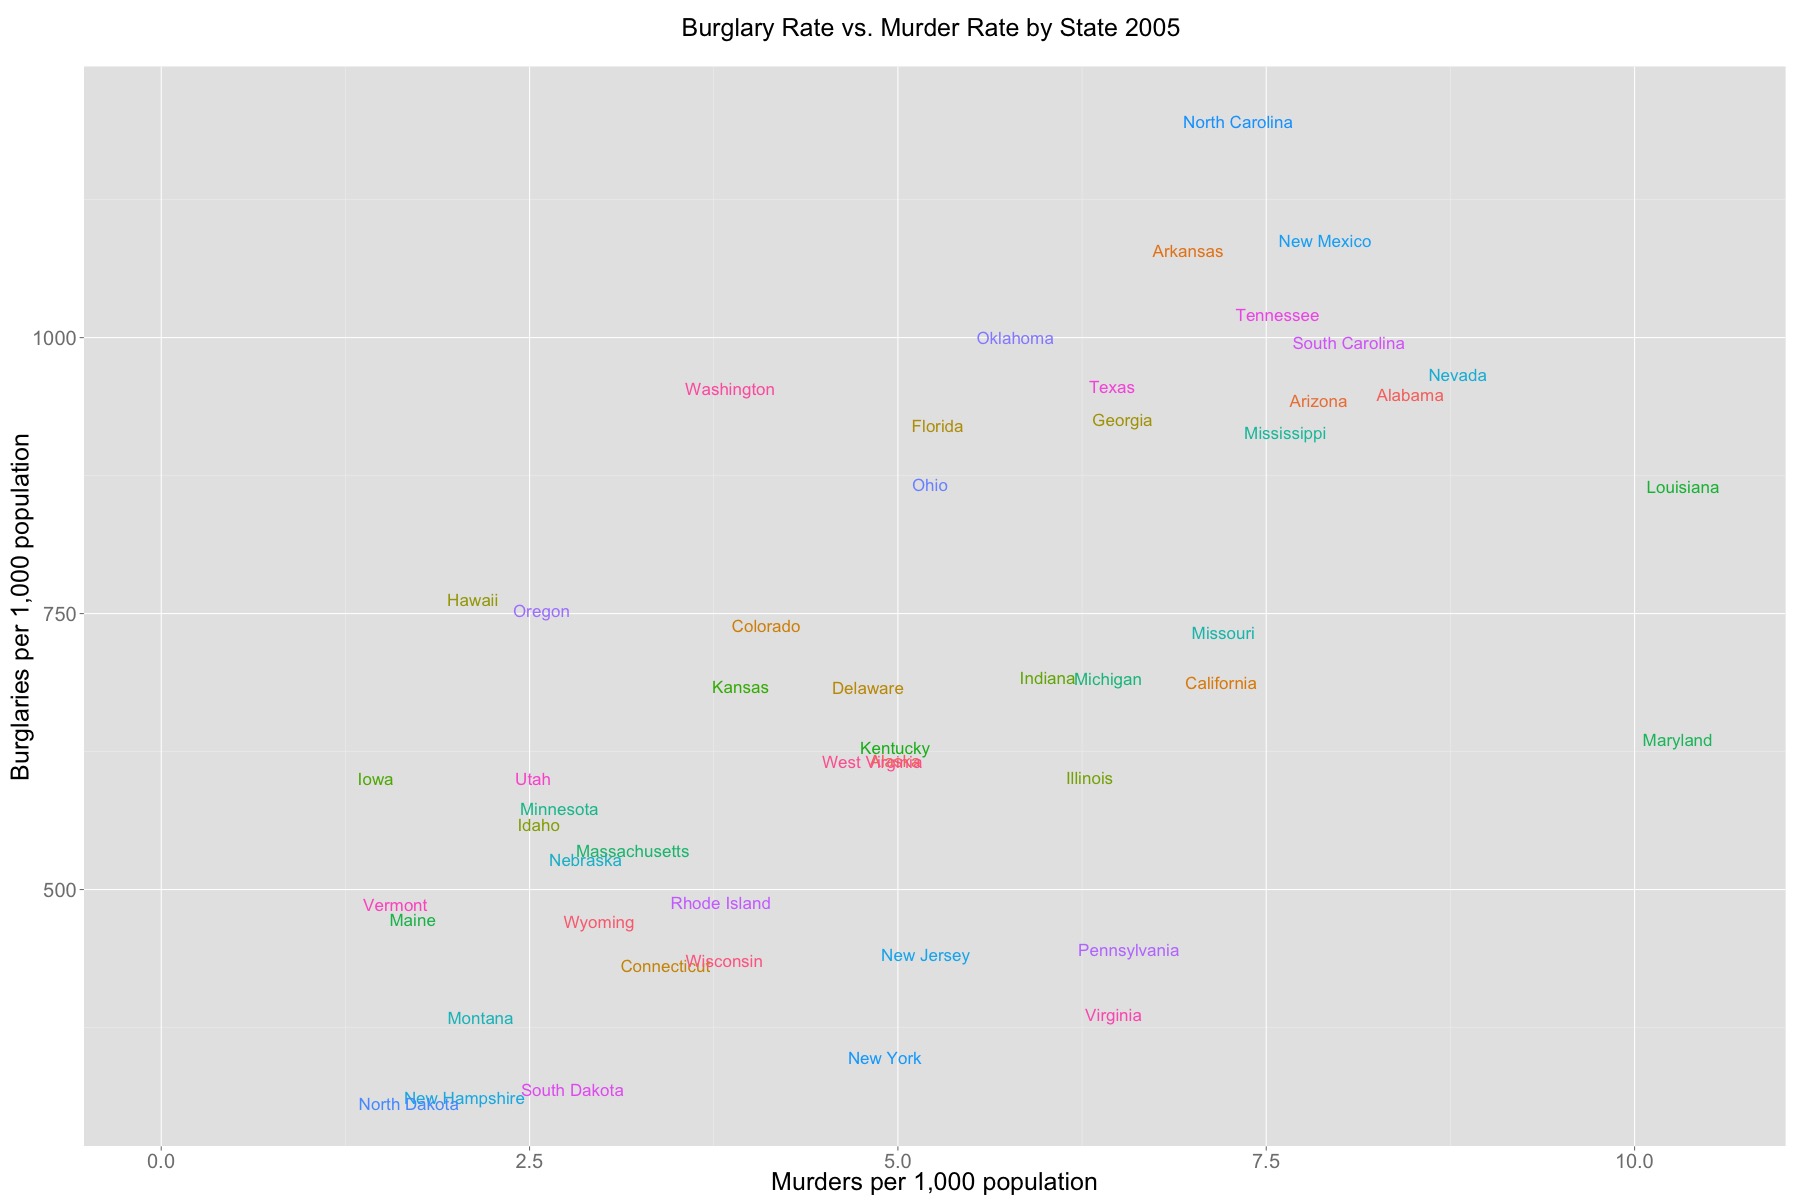 Burglary Rate vs. Murder Rate by State 2005
North Carolina
New Mexico
Arkansas
Tennessee
1000
Oklahoma
South Carolina
Nevada
Washington
Texas
Alabama
Arizona
Georgia
Florida
Mississippi
Ohio
Louisiana
Burglaries per 1,000 population
Hawaii
750
Oregon
Colorado
Missouri
Indiana
Michigan
California
Kansas
Delaware
Maryland
Kentucky
West Virginia
Alaska
Iowa
Utah
Illinois
Minnesota
Idaho
Massachusetts
Nebraska
500
Rhode Island
Vermont
Maine
Wyoming
Pennsylvania
New Jersey
Wisconsin
Connecticut
Virginia
Montana
New York
South Dakota
New Hampshire
North Dakota
0.0 2.5 5.0 7.5 10.0
Murders per 1,000 population